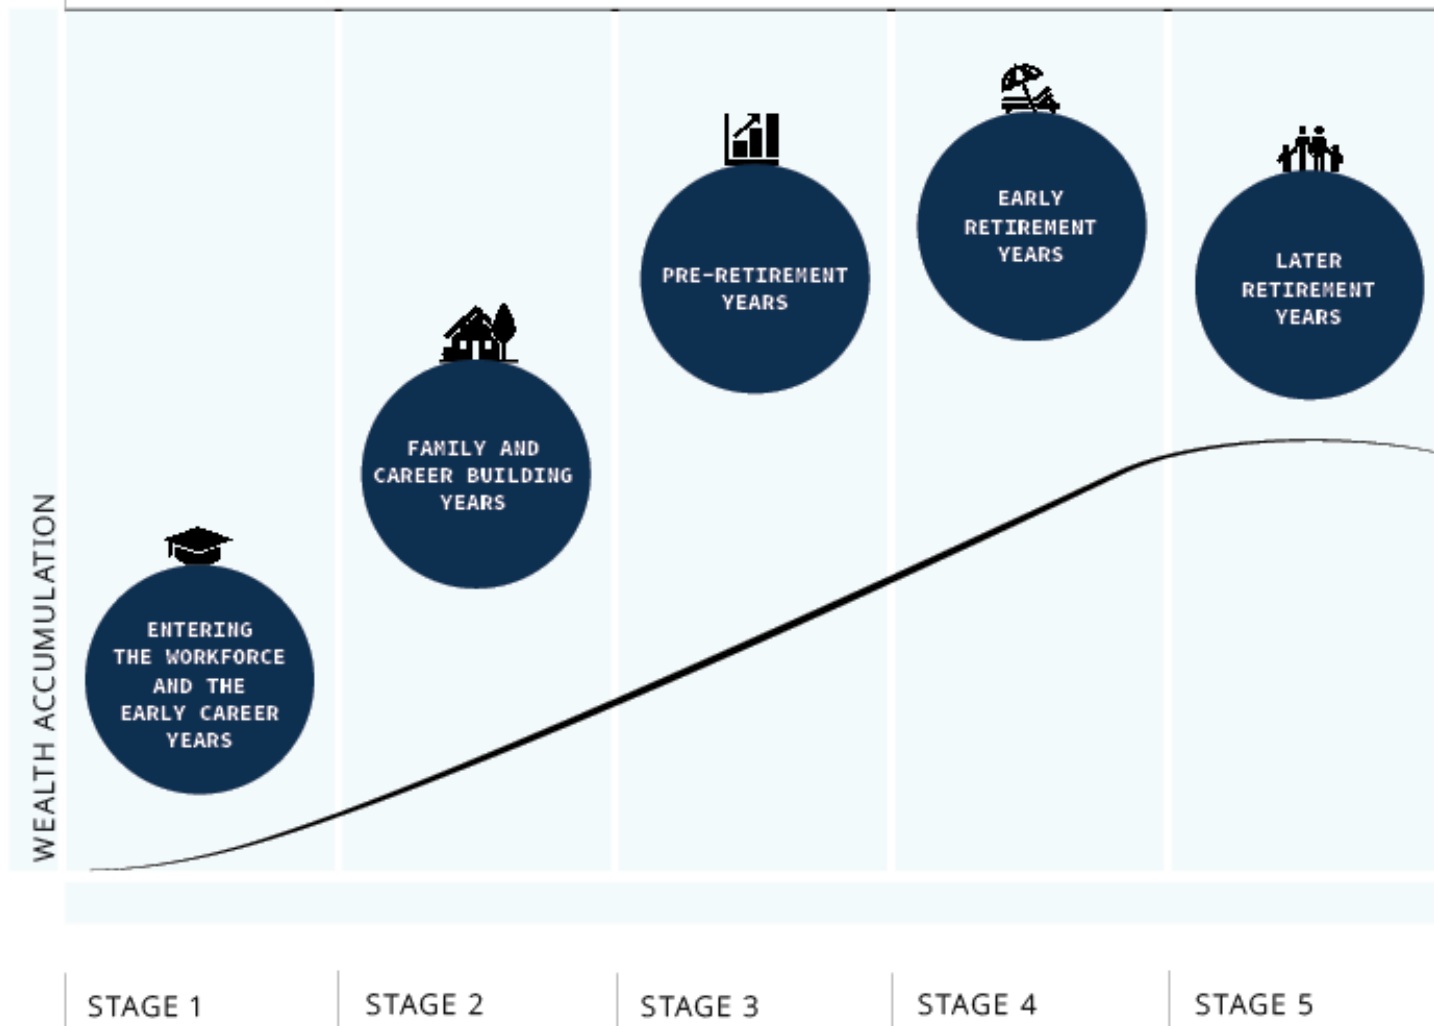 EARLY
RETIREMENT
YEARS
PRE-RETIREMENT
YEARS
LATER
RETIREMENT
YEARS
FAMILY AND
CAREER BUILDING
YEARS
ENTERING
THE WORKFORCE
AND THE
EARLY CAREER
YEARS
WEALTH ACCUMULATION
STAGE 1
STAGE 2
STAGE 3
STAGE 4
STAGE 5